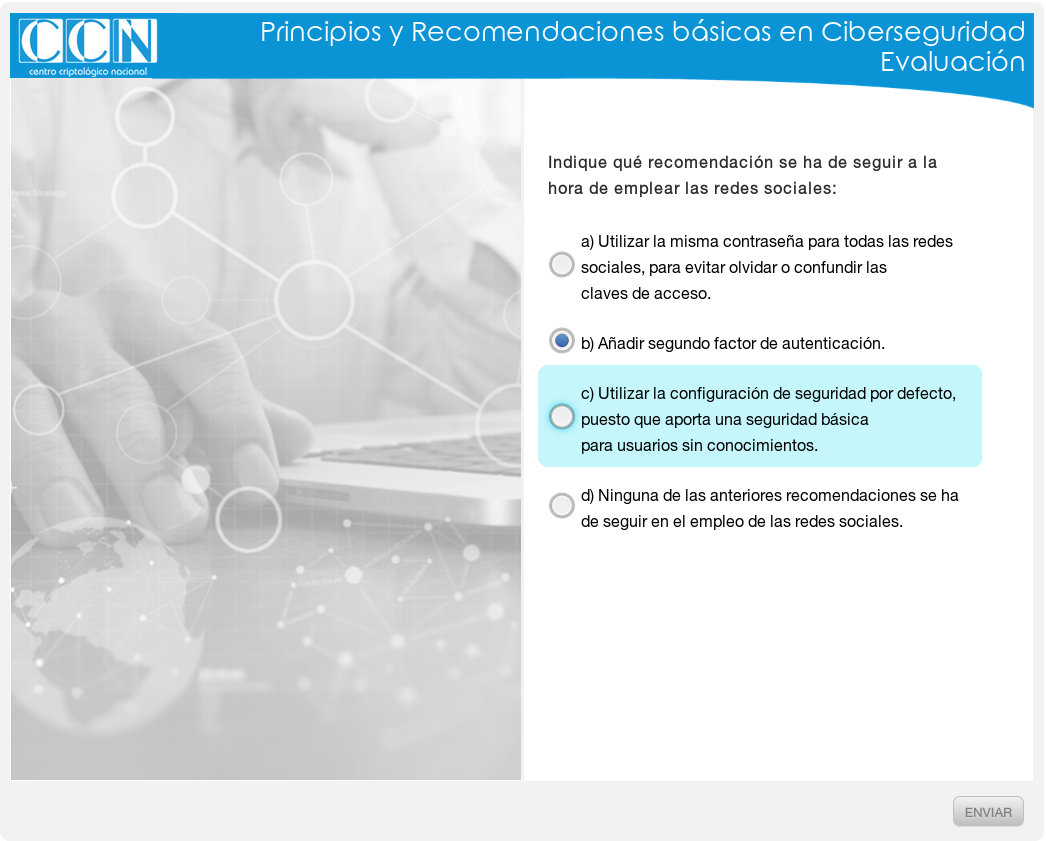 CCN
centro criptológico nacional
Principios y Recomendaciones básicas en Ciberseguridad
Evaluación
Indique qué recomendación se ha de seguir a la
hora de emplear las redes sociales:
a) Utilizar la misma contraseña para todas las redes
sociales, para evitar olvidar o confundir las
claves de acceso.
b) Añadir segundo factor de autenticación.
c) Utilizar la configuración de seguridad por defecto,
puesto que aporta una seguridad básica
para usuarios sin conocimientos.
d) Ninguna de las anteriores recomendaciones se ha
de seguir en el empleo de las redes sociales.
ENVIAR